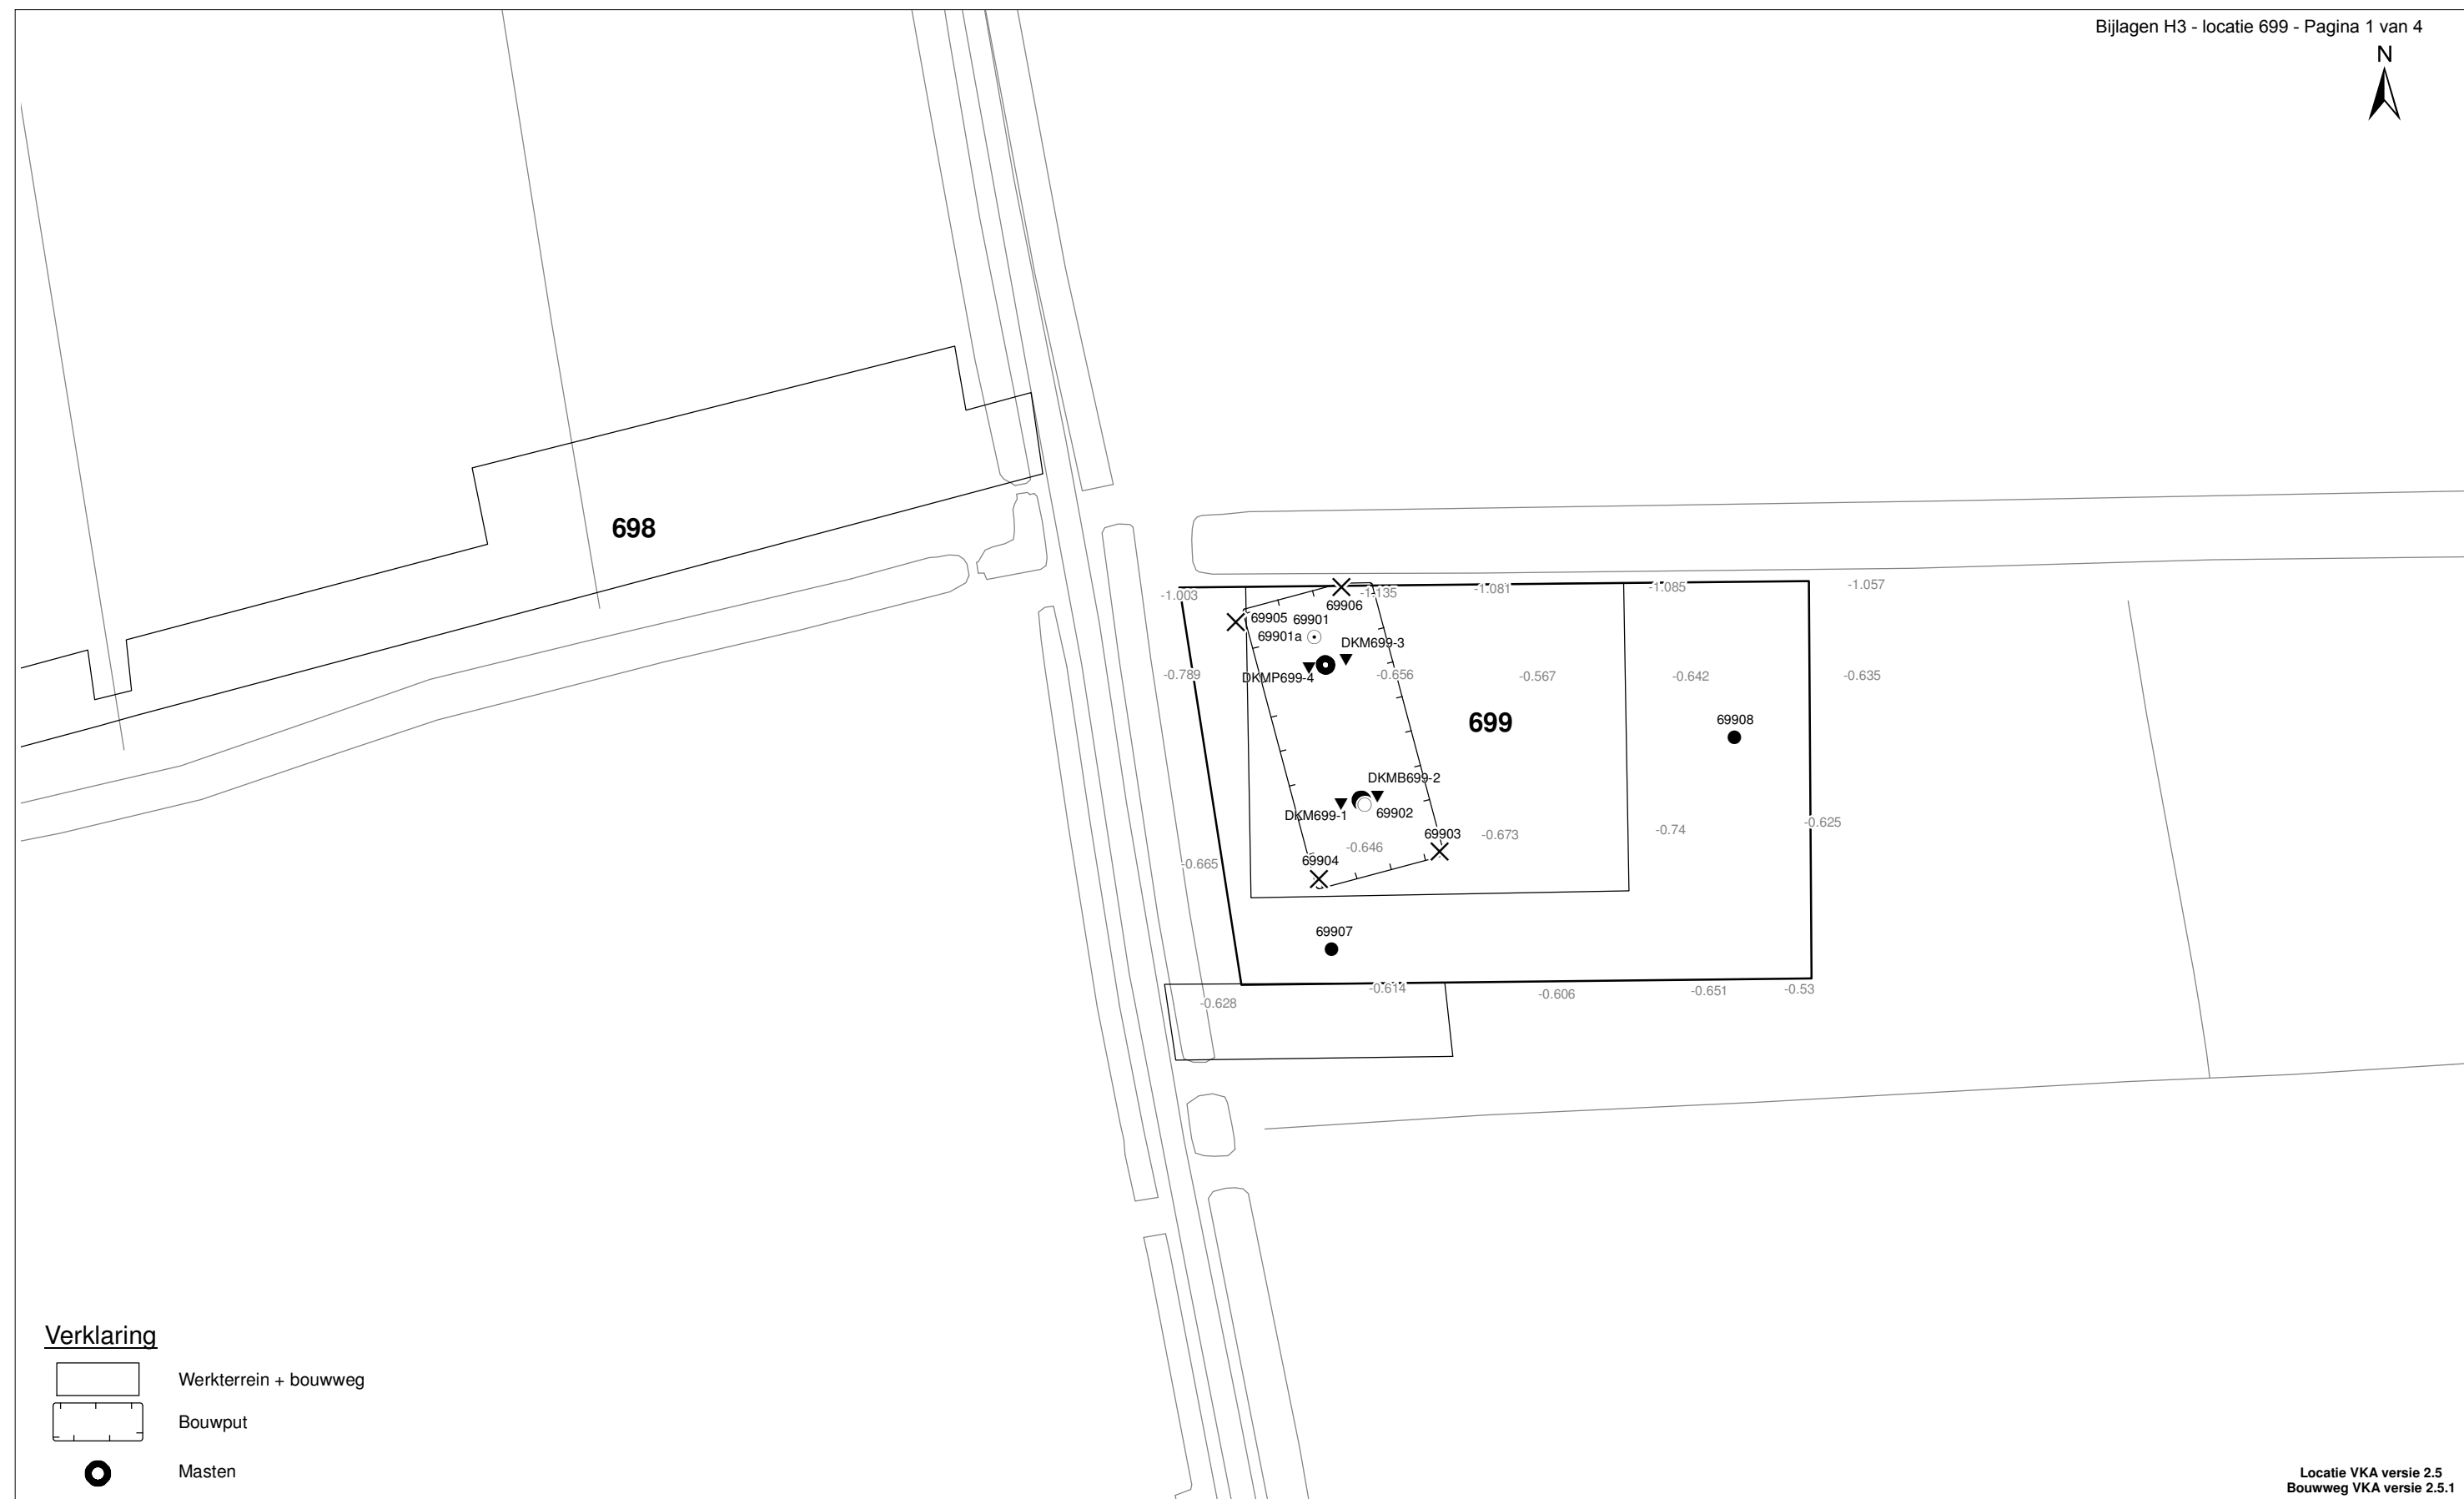 Bijlagen H3 - locatie 699 - Pagina 1 van 4
N
698
-1.003
-1.135
-1.081
-1.085
-1.057
69906
69905
69901
69901a
DKM699-3
-0.789
DKMP699-4
-0.656
-0.567
-0.642
-0.635
699
69908
DKMB699-2
DKM699-1
69902
-0.625
69903
-0.673
-0.74
-0.646
69904
-0.665
69907
-0.628
-0.614
-0.606
-0.651
-0.53
Verklaring
Werkterrein + bouwweg
Bouwput
Masten
Locatie VKA versie 2.5
Bouwweg VKA versie 2.5.1